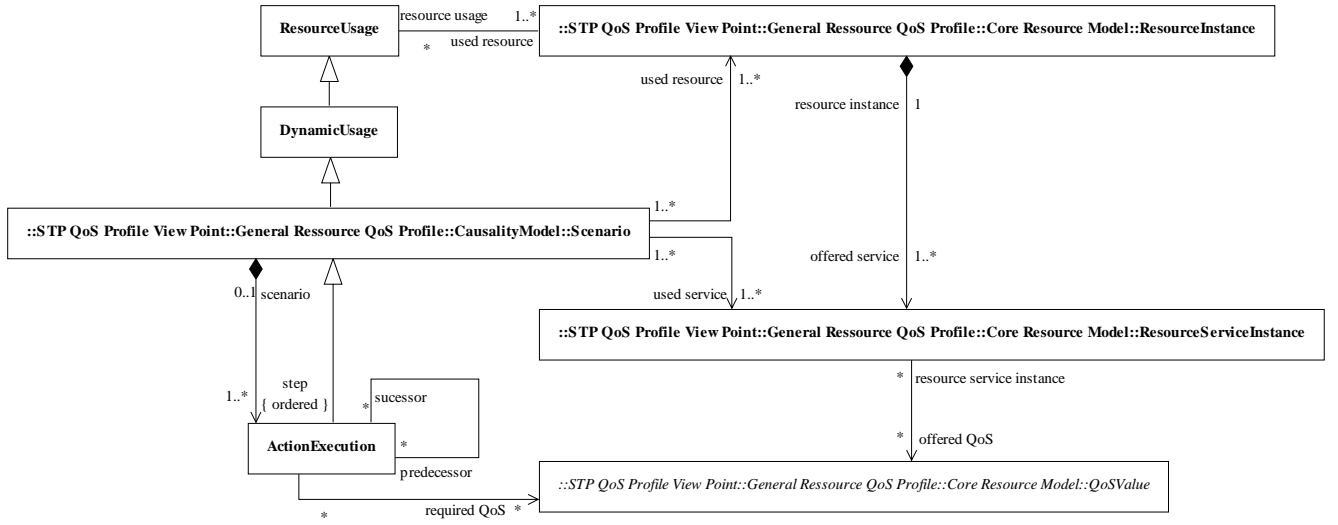 ResourceUsage
resource usage
1..*
*
used resource
::STP QoS Profile View Point::General Ressource QoS Profile::Core Resource Model::ResourceInstance
used resource
1..*
resource instance
1
DynamicUsage
::STP QoS Profile View Point::General Ressource QoS Profile::CausalityModel::Scenario
1..*
1..*
offered service
1..*
0..1
scenario
used service
1..*
::STP QoS Profile View Point::General Ressource QoS Profile::Core Resource Model::ResourceServiceInstance
*
resource service instance
step
{ ordered }
1..*
sucessor
*
ActionExecution
*
predecessor
*
offered QoS
::STP QoS Profile View Point::General Ressource QoS Profile::Core Resource Model::QoSValue
*
required QoS
*